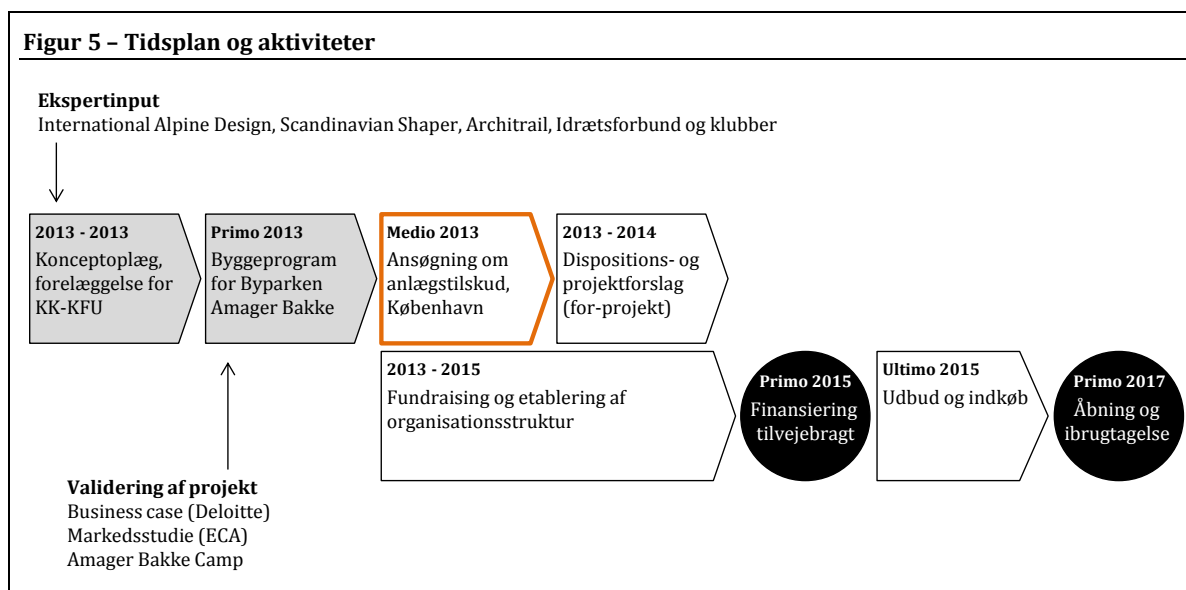 Figur 5 – Tidsplan og aktiviteter
Ekspertinput
International Alpine Design, Scandinavian Shaper, Architrail, Idrætsforbund og klubber
2013 - 2013
Konceptoplæg,
forelæggelse for
KK-KFU
Primo 2013
Byggeprogram
for Byparken
Amager Bakke
Medio 2013
Ansøgning om
anlægstilskud,
København
2013 - 2014
Dispositions- og
projektforslag
(for-projekt)
2013 - 2015
Fundraising og etablering af
organisationsstruktur
Primo 2015
Finansiering
tilvejebragt
Ultimo 2015
Udbud og indkøb
Primo 2017
Åbning og
ibrugtagelse
Validering af projekt
Business case (Deloitte)
Markedsstudie (ECA)
Amager Bakke Camp